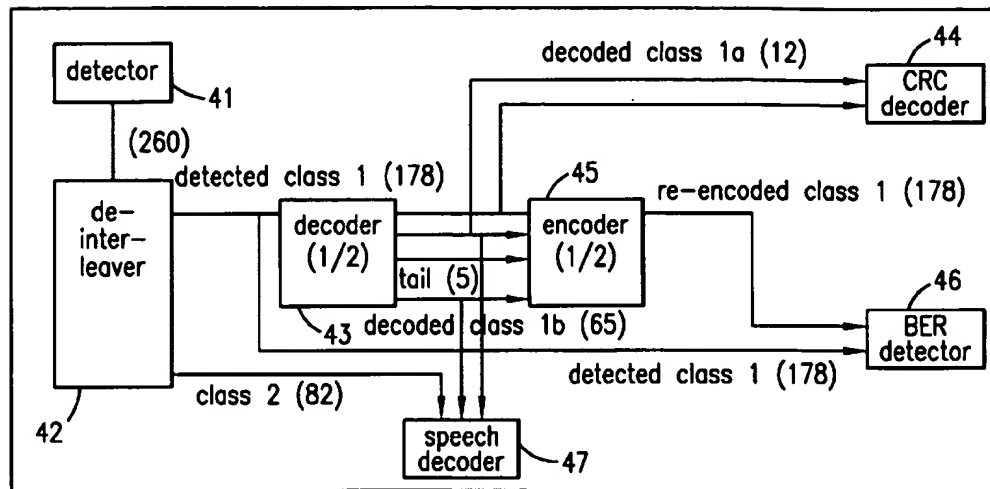 detector
41
(260)
decoded class 1a (12)
44
CRC
decoder
detected class 1 (178)
45
re-encoded class 1 (178)
de-
inter-
leaver
decoder
(1/2)
encoder
(1/2)
tail (5)
43
decoded class 1b (65)
46
BER
detector
detected class 1 (178)
class 2 (82)
42
speech
decoder
47